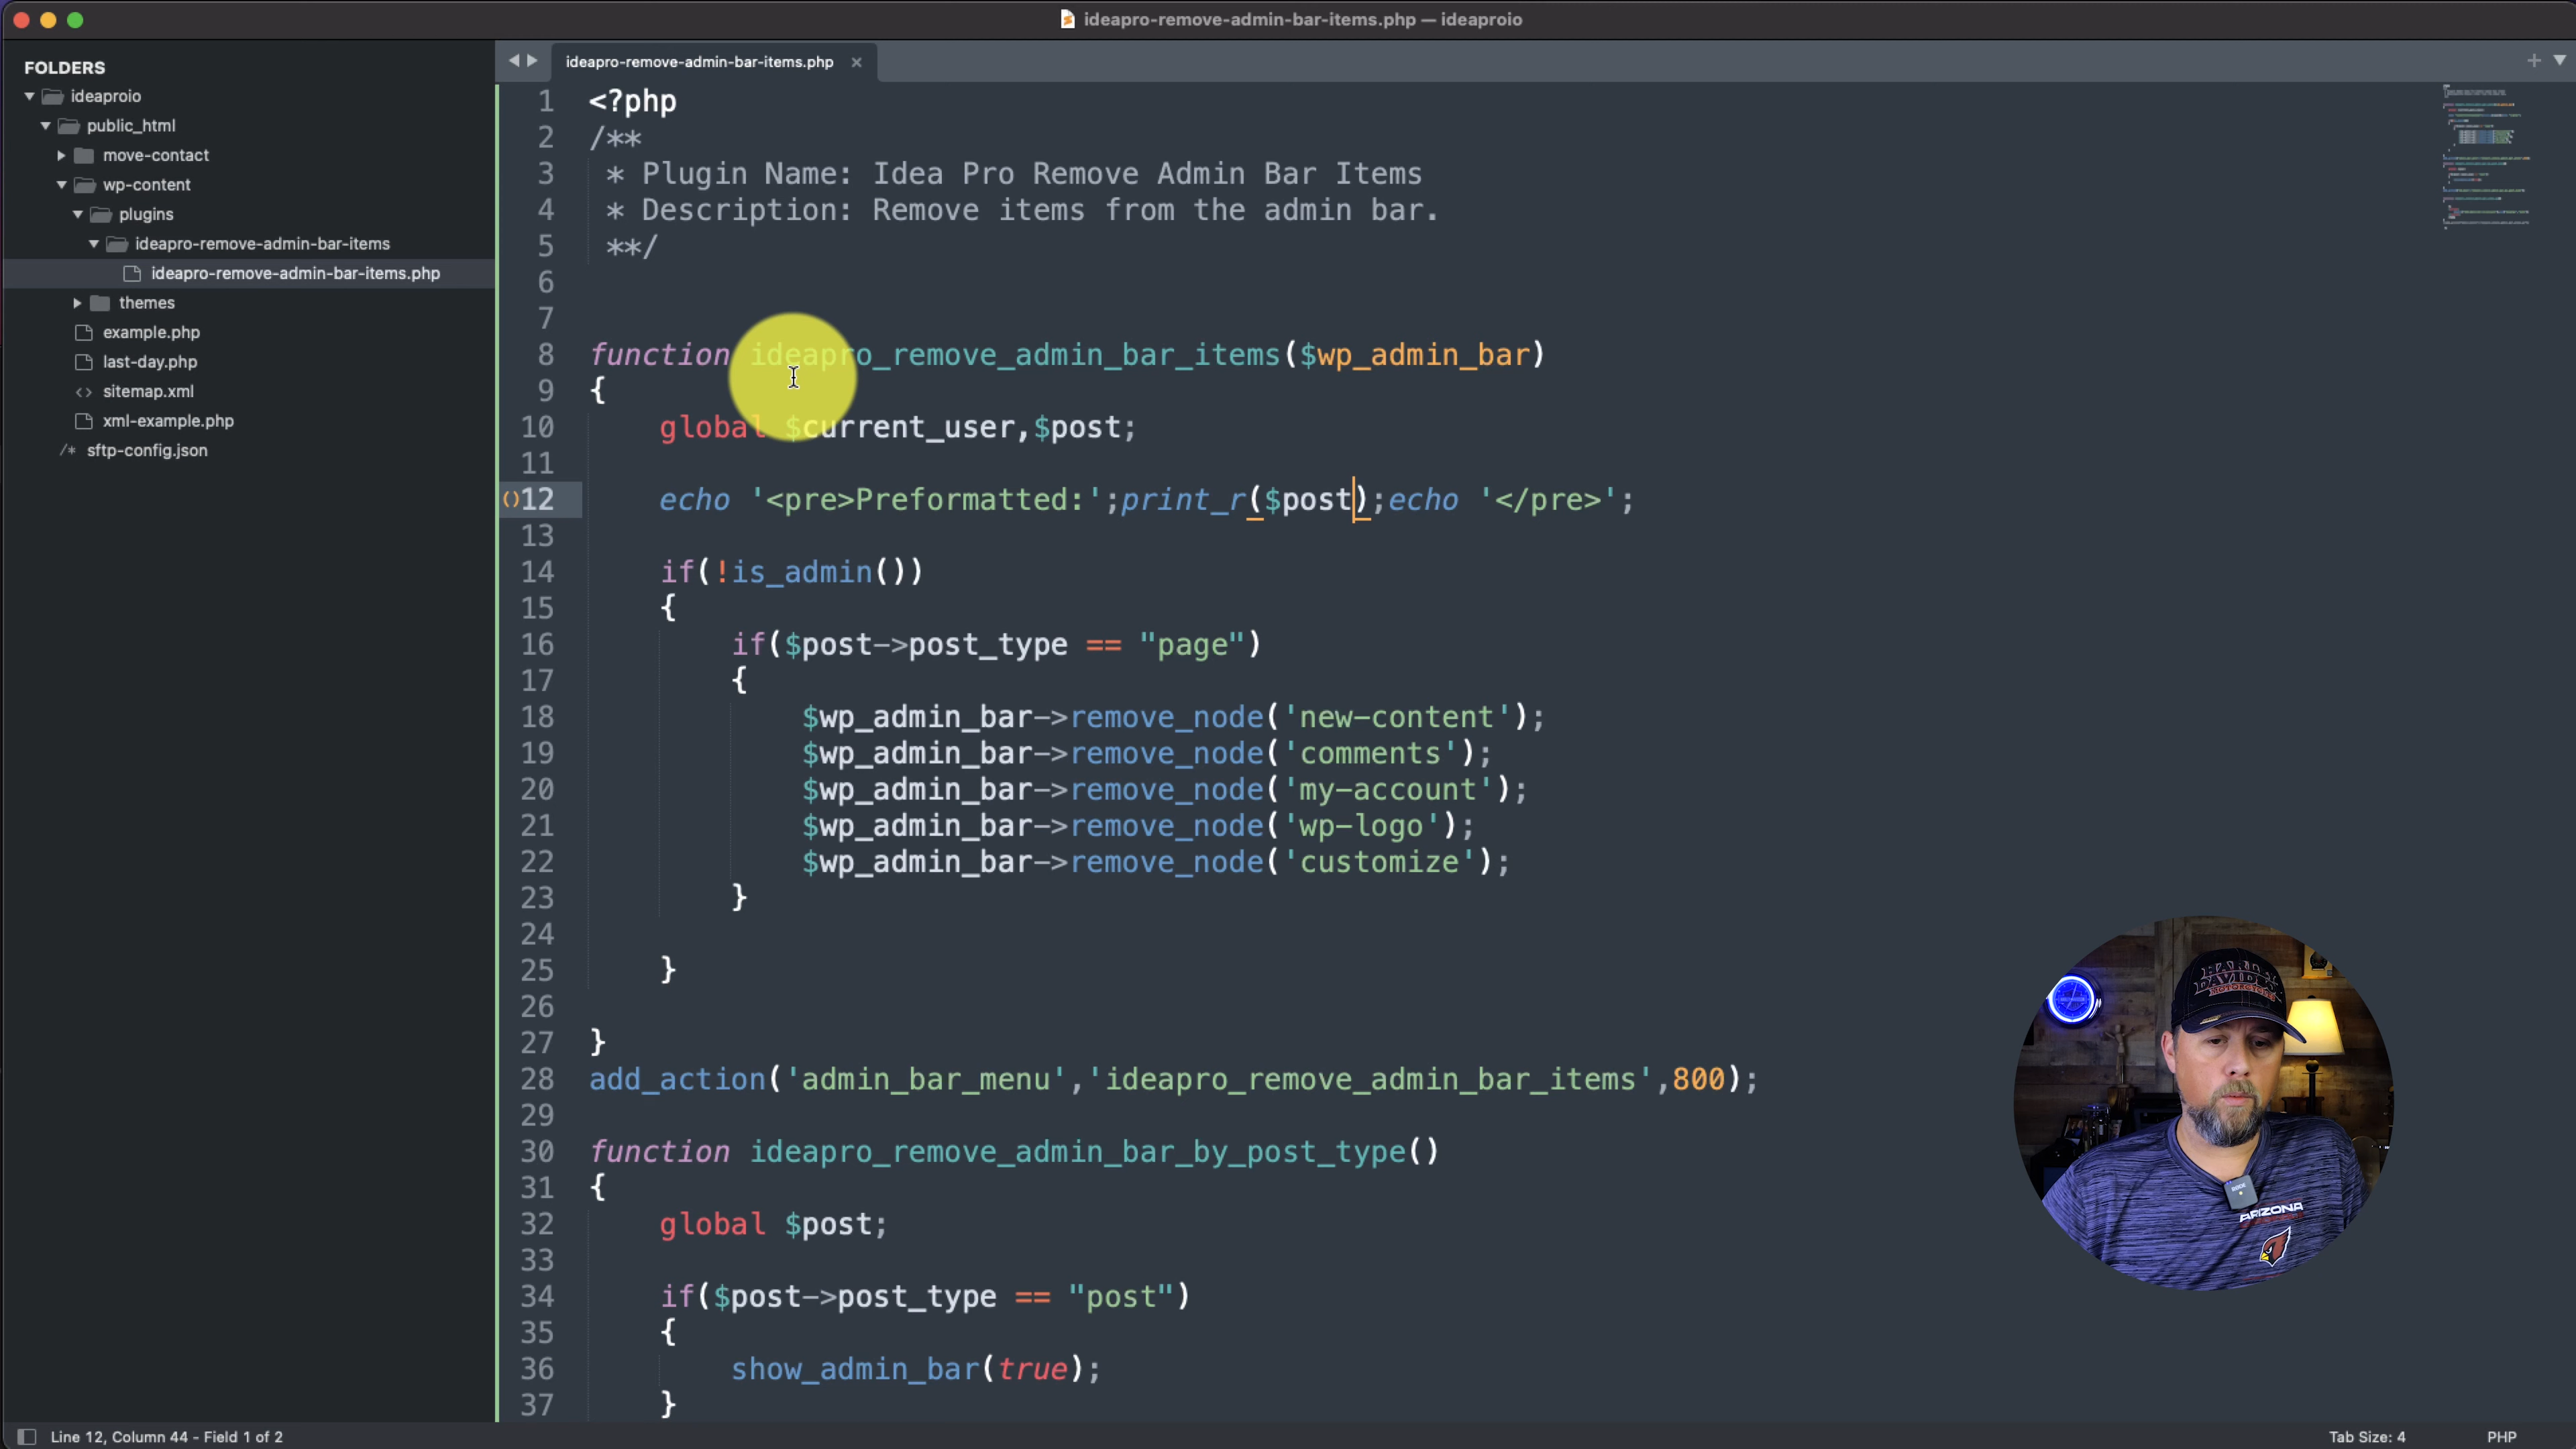 ideapro-remove-admin-bar-items.php — ideaproio
FOLDERS
ideaproio
public_html
move-contact
wp-content
plugins
ideapro-remove-admin-bar-items
ideapro-remove-admin-bar-items.php
themes
example.php
last-day.php
<> sitemap.xml
xml-example.php
/* sftp-config.json
ideapro-remove-admin-bar-items.php ×
1 <?php
2 /**
3 * Plugin Name: Idea Pro Remove Admin Bar Items
4 * Description: Remove items from the admin bar.
5 **/
6
7
8 function ideapro_remove_admin_bar_items($wp_admin_bar)
9 {
10 global $current_user,$post;
11
()12 echo '<pre>Preformatted:';print_r($post);echo '</pre>';
13
14 if(!is_admin())
15 {
16 if($post->post_type == "page")
17 {
18 $wp_admin_bar->remove_node('new-content');
19 $wp_admin_bar->remove_node('comments');
20 $wp_admin_bar->remove_node('my-account');
21 $wp_admin_bar->remove_node('wp-logo');
22 $wp_admin_bar->remove_node('customize');
23 }
24
25 }
26
27 }
28 add_action('admin_bar_menu','ideapro_remove_admin_bar_items',800);
29
30 function ideapro_remove_admin_bar_by_post_type()
31 {
32 global $post;
33
34 if($post->post_type == "post")
35 {
36 show_admin_bar(true);
37 }
ARIZONA
Line 12, Column 44 - Field 1 of 2
Tab Size: 4
PHP